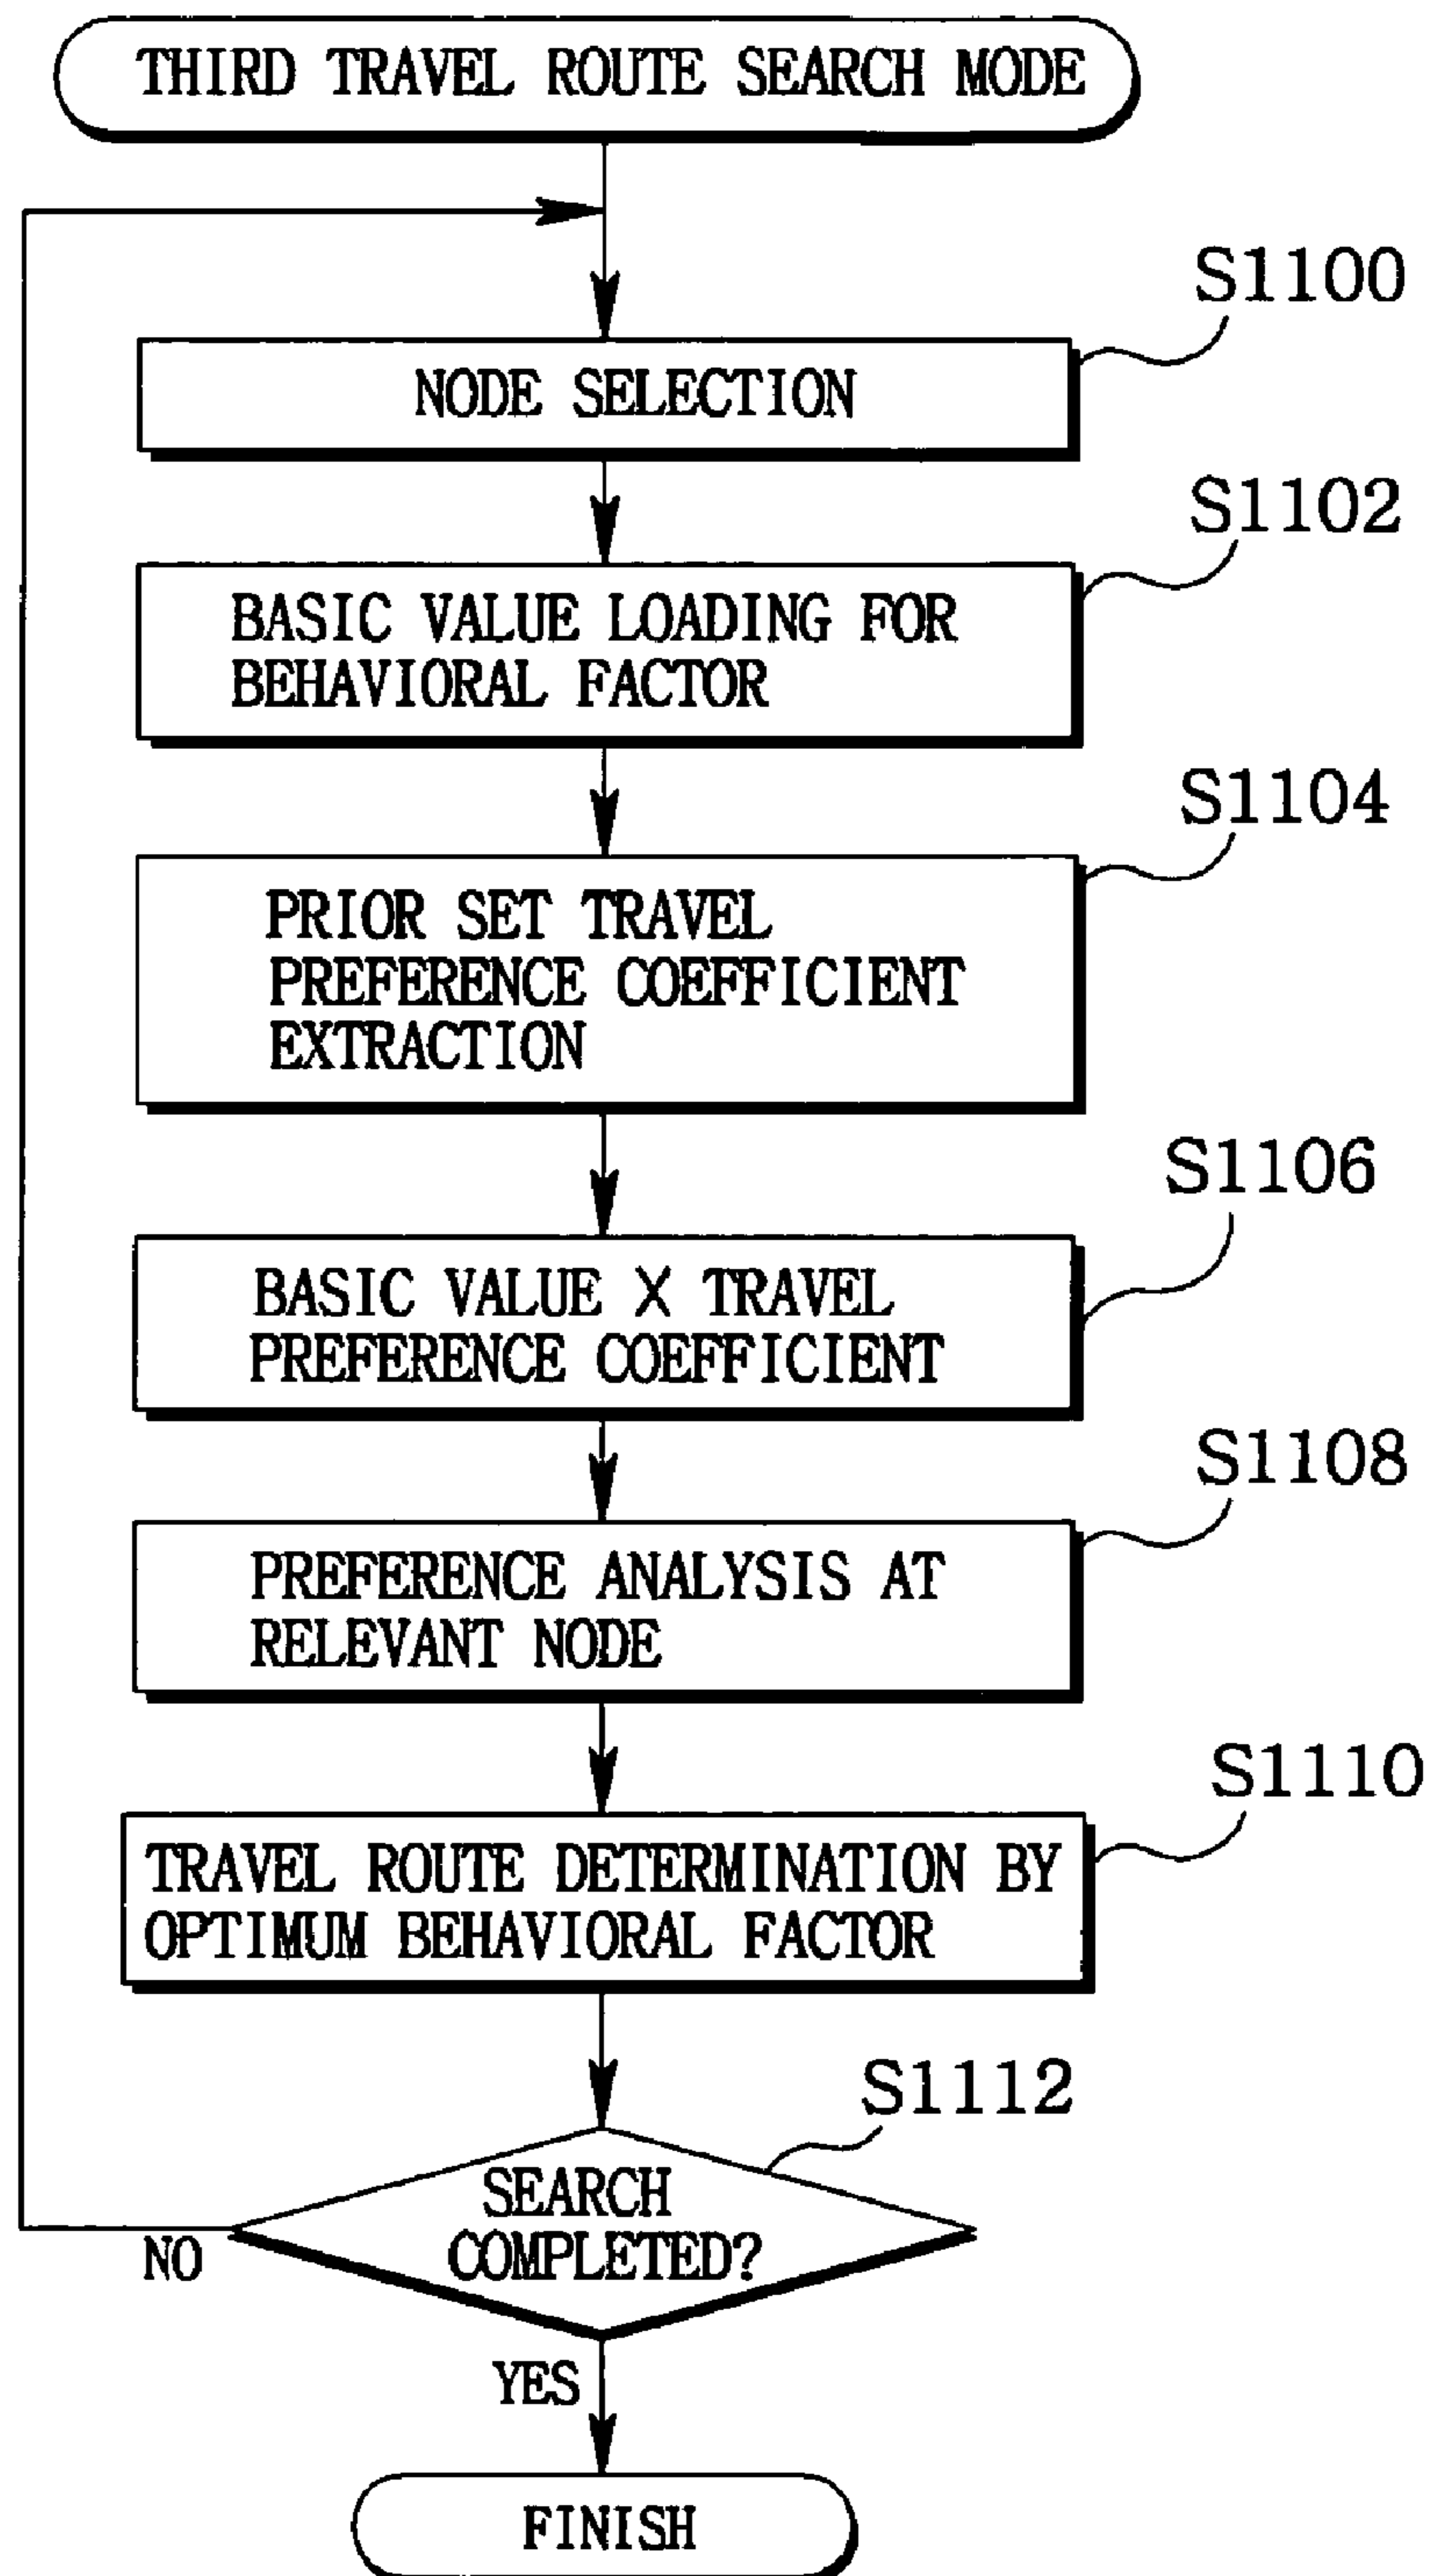 THIRD TRAVEL ROUTE SEARCH MODE
S1100
NODE SELECTION
S1102
BASIC VALUE LOADING FOR
BEHAVIORAL FACTOR
S1104
PRIOR SET TRAVEL
PREFERENCE COEFFICIENT
EXTRACTION
S1106
BASIC VALUE X TRAVEL
PREFERENCE COEFFICIENT
S1108
PREFERENCE ANALYSIS AT
RELEVANT NODE
S1110
TRAVEL ROUTE DETERMINATION BY
OPTIMUM BEHAVIORAL FACTOR
S1112
SEARCH
COMPLETED?
NO
YES
FINISH